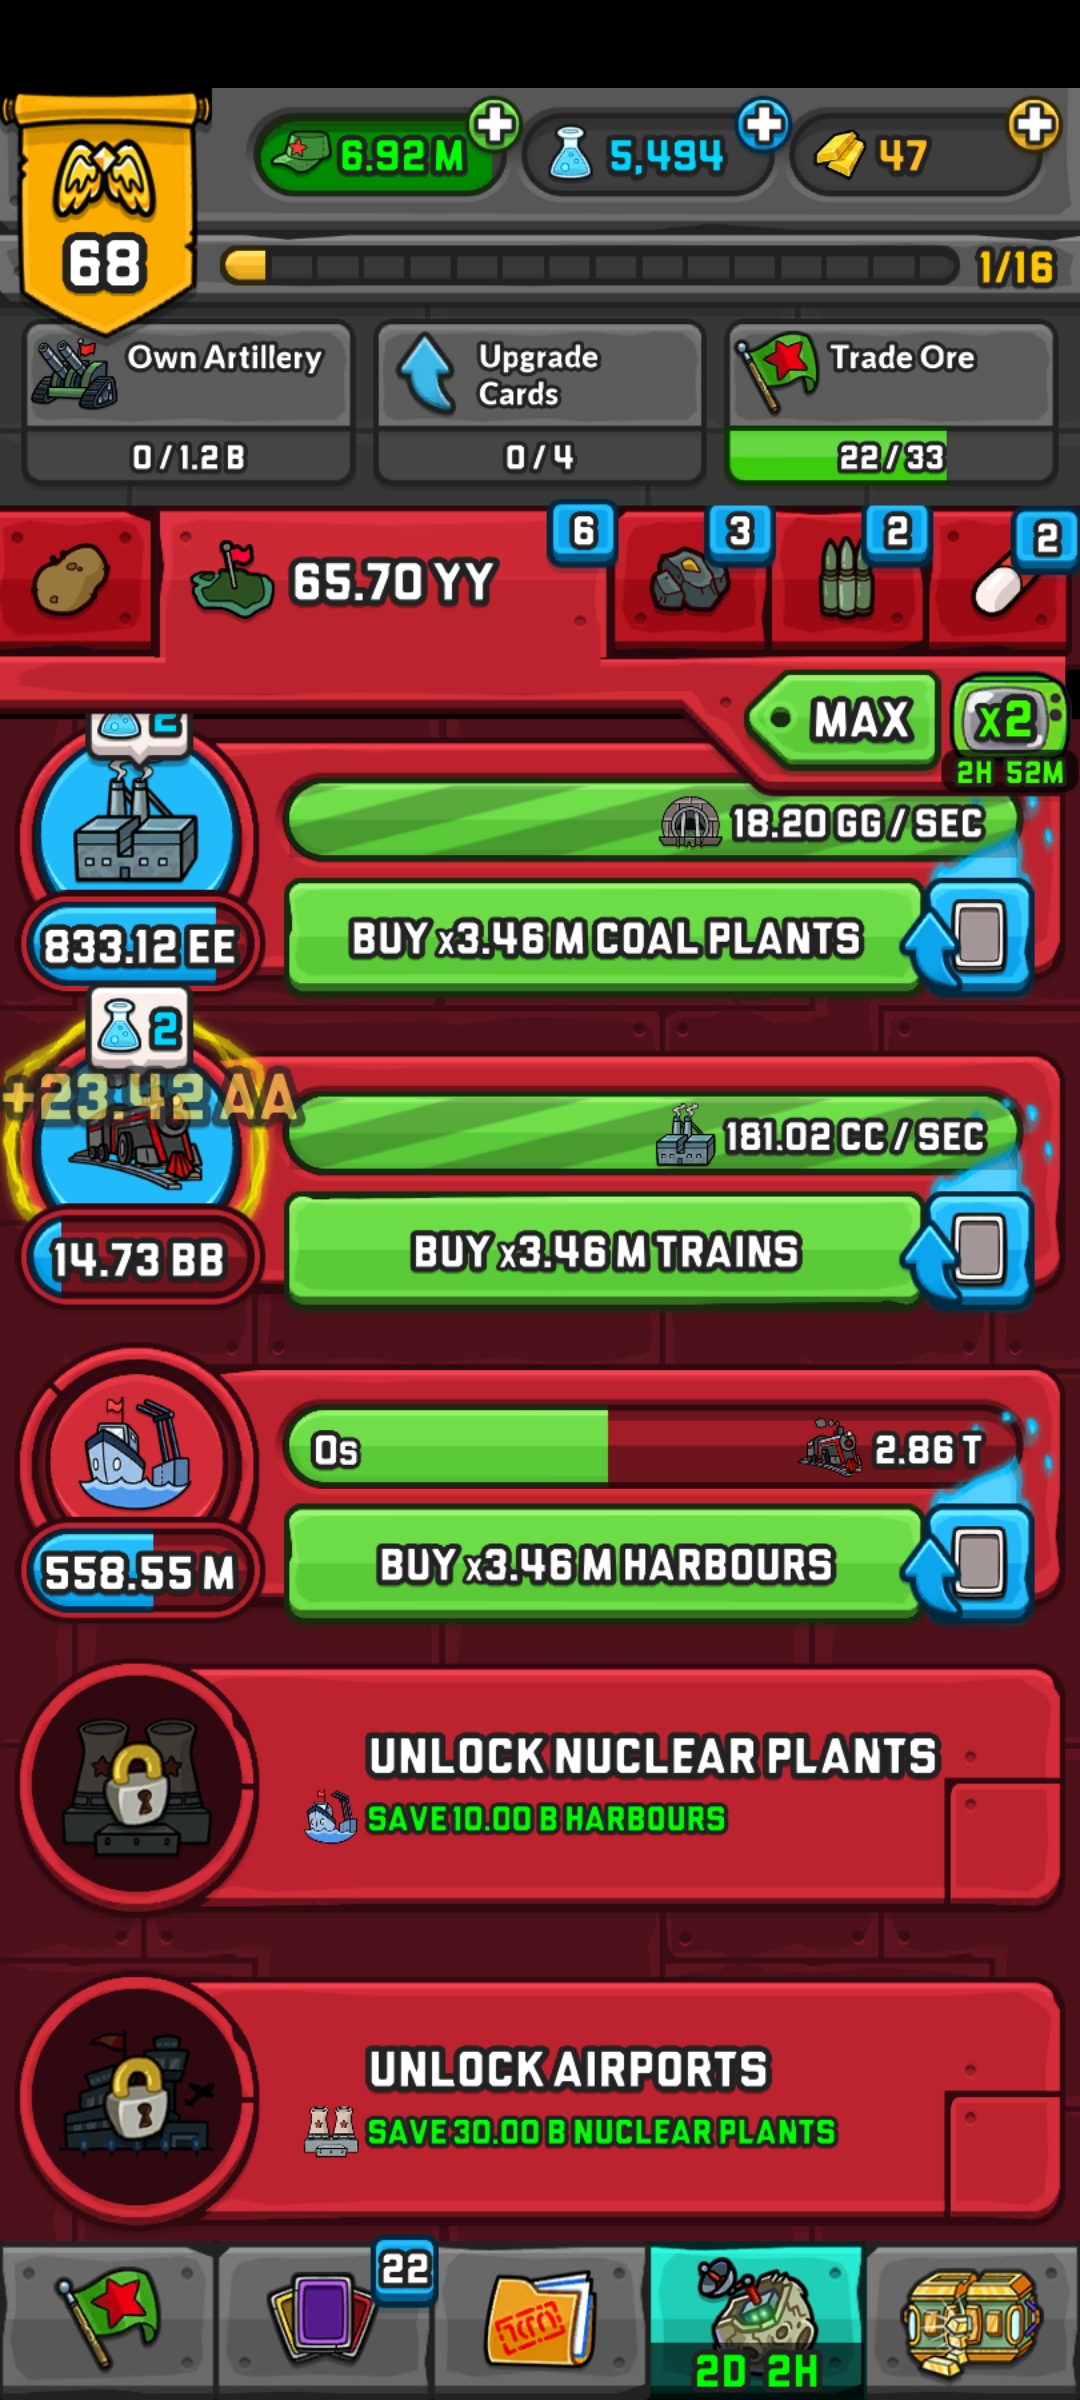 6.92 M
5,494
47
68
1/16
Own Artillery
0 / 1.2 B
Upgrade
Cards
0 / 4
Trade Ore
22 / 33
65.70 YY
6
3
2
2
MAX
x2
2H 52M
2
18.20 GG / SEC
833.12 EE
BUY x3.46 M COAL PLANTS
2
+23.42 AA
181.02 CC / SEC
14.73 BB
BUY x3.46 M TRAINS
0s
2.86 T
558.55 M
BUY x3.46 M HARBOURS
UNLOCK NUCLEAR PLANTS
SAVE 10.00 B HARBOURS
UNLOCK AIRPORTS
SAVE 30.00 B NUCLEAR PLANTS
22
2D 2H